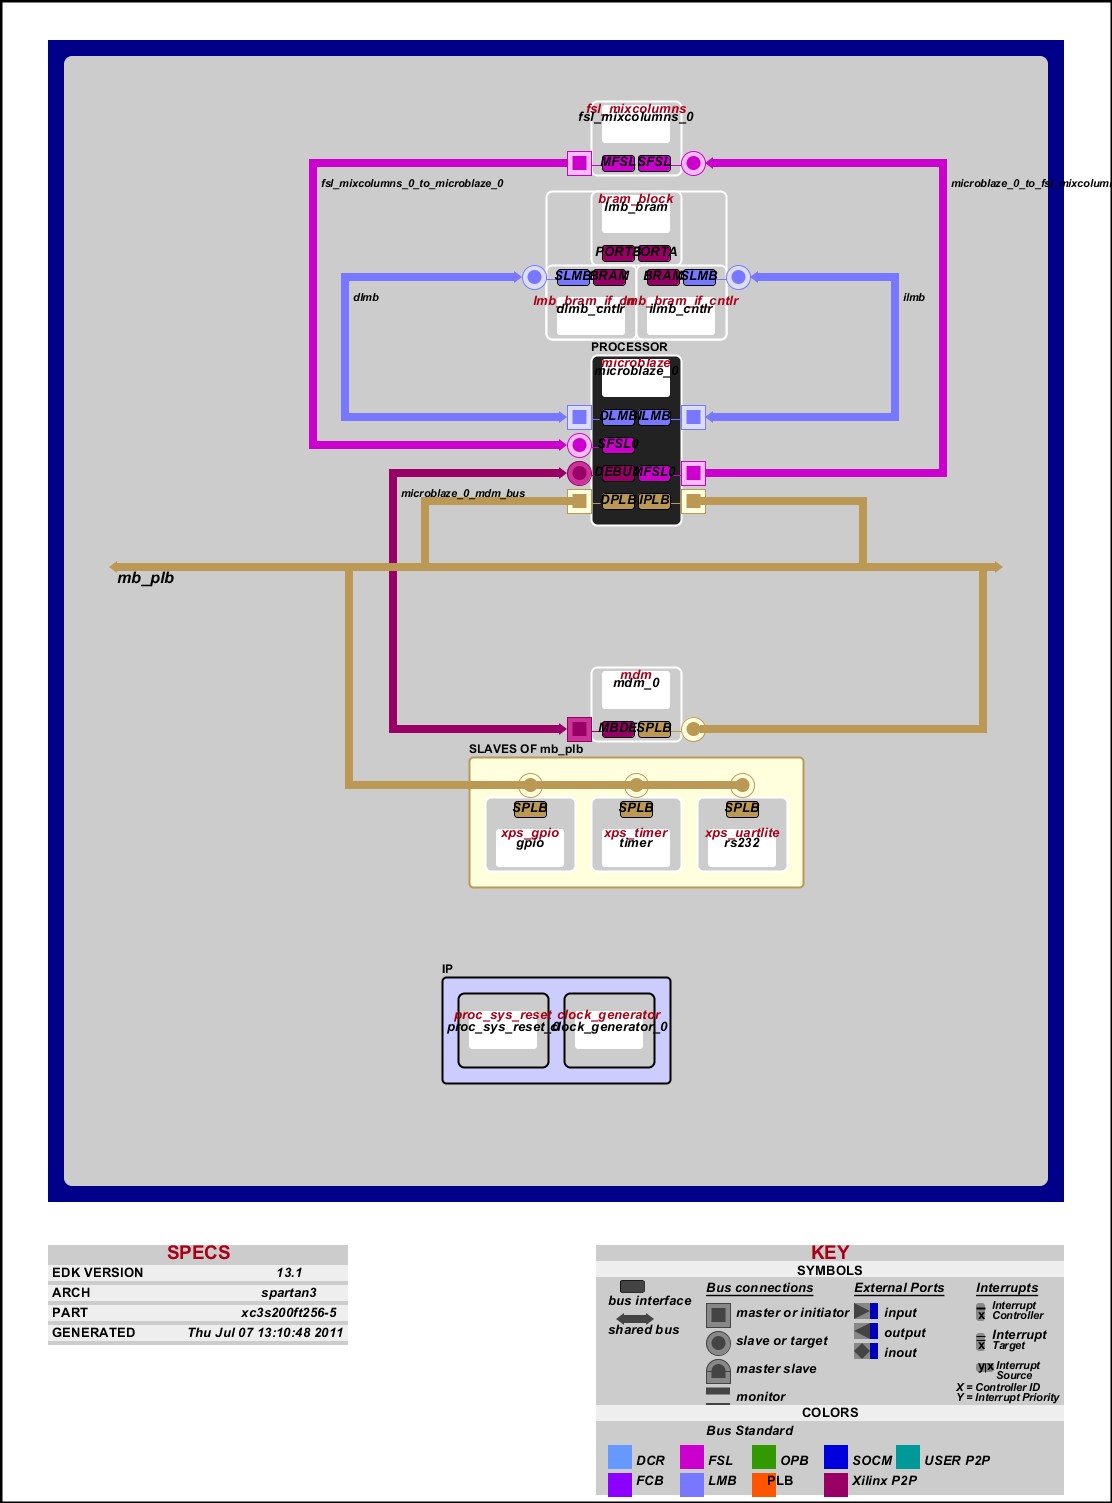 fsl_mixcolumns
fsl_mixcolumns_0
MFSL SFSL
fsl_mixcolumns_0_to_microblaze_0
bram_block
lmb_bram
PORTB PORTA
SLMB BRAM BRAM SLMB
dlmb
ilmb
dlmb_cntlr ilmb_cntlr
PROCESSOR
microblaze
microblaze_0
DLMB ILMB
SFSL0
MFSL0
microblaze_0_mdm_bus
DPLB IPLB
mb_plb
mdm
mdm_0
SPLB
SLAVES OF mb_plb
SPLB SPLB SPLB
xps_gpio xps_timer xps_uartlite
gpio timer rs232
IP
proc_sys_reset clock_generator
proc_sys_reset_0 clock_generator_0
SPECS
EDK VERSION 13.1
ARCH spartan3
PART xc3s200ft256-5
GENERATED Thu Jul 07 13:10:48 2011
KEY
SYMBOLS
bus interface
shared bus
Bus connections
master or initiator
slave or target
master slave
monitor
External Ports
input
output
inout
Interrupts
Interrupt
Controller
Interrupt
Target
Interrupt
Source
X = Controller ID
Y = Interrupt Priority
COLORS
Bus Standard
DCR FSL OPB SOCM USER P2P
FCB LMB PLB Xilinx P2P